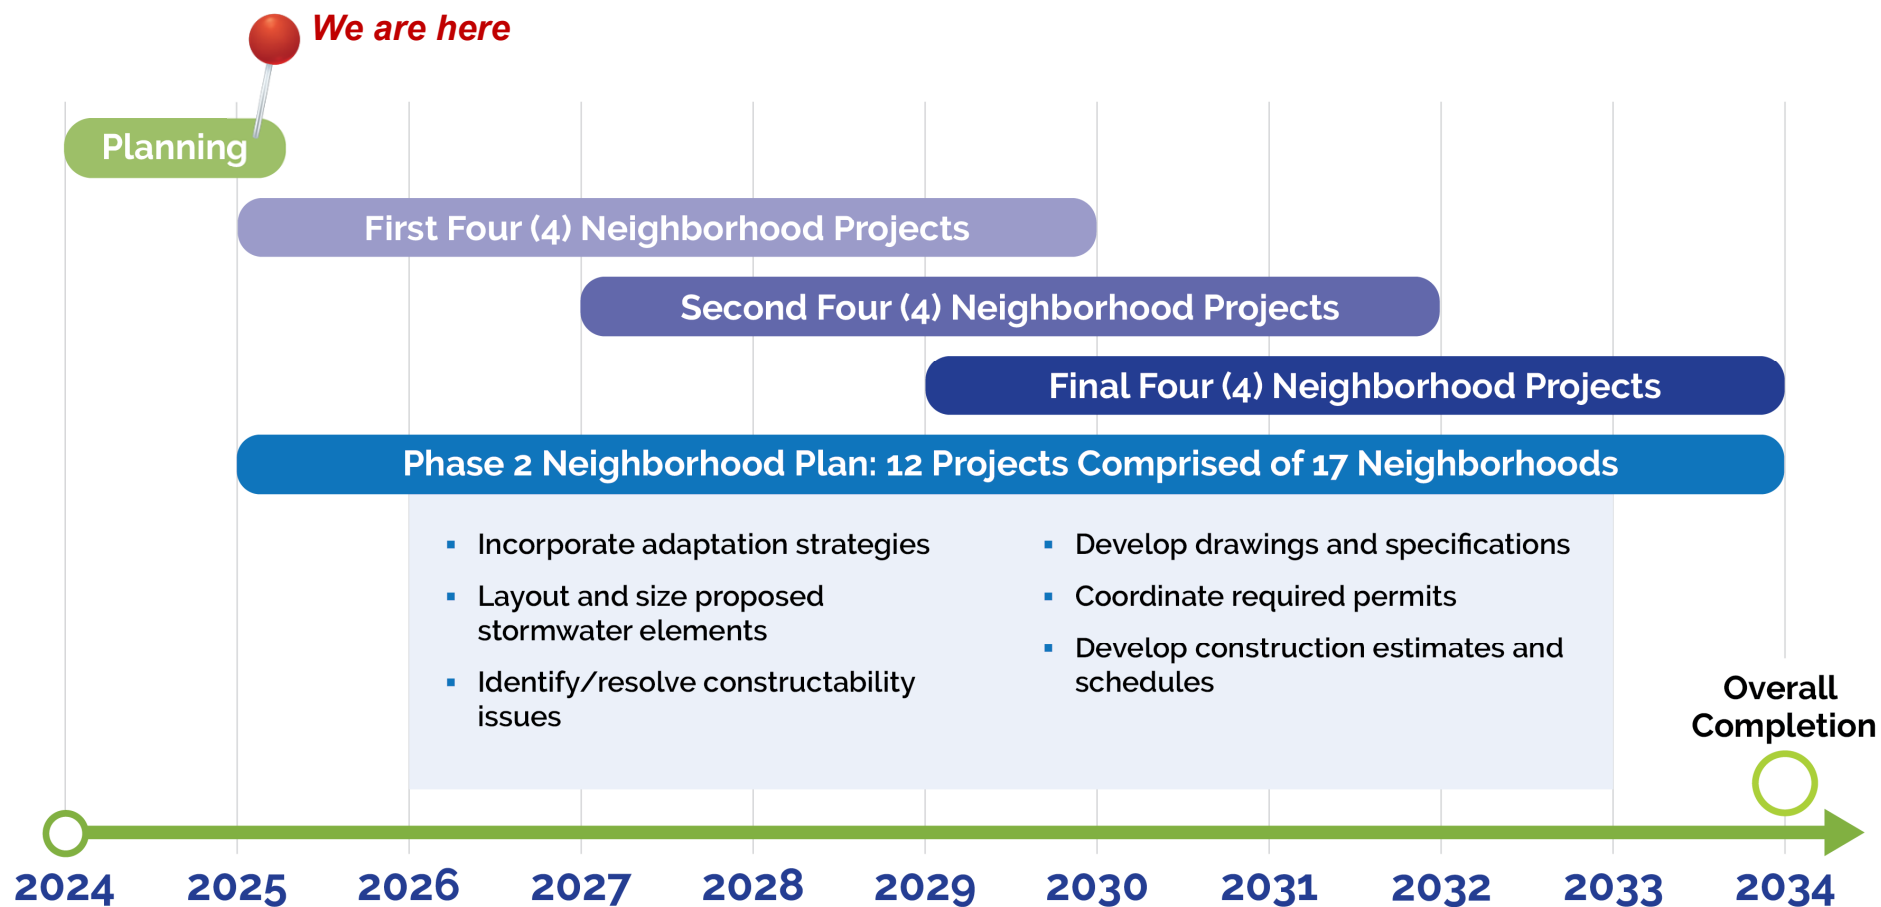 We are here
Planning
First Four (4) Neighborhood Projects
Second Four (4) Neighborhood Projects
Final Four (4) Neighborhood Projects
Phase 2 Neighborhood Plan: 12 Projects Comprised of 17 Neighborhoods
▪ Incorporate adaptation strategies
▪ Layout and size proposed
stormwater elements
▪ Identify/resolve constructability
issues
▪ Develop drawings and specifications
▪ Coordinate required permits
▪ Develop construction estimates and
schedules
Overall
Completion
2024 2025 2026 2027 2028 2029 2030 2031 2032 2033 2034